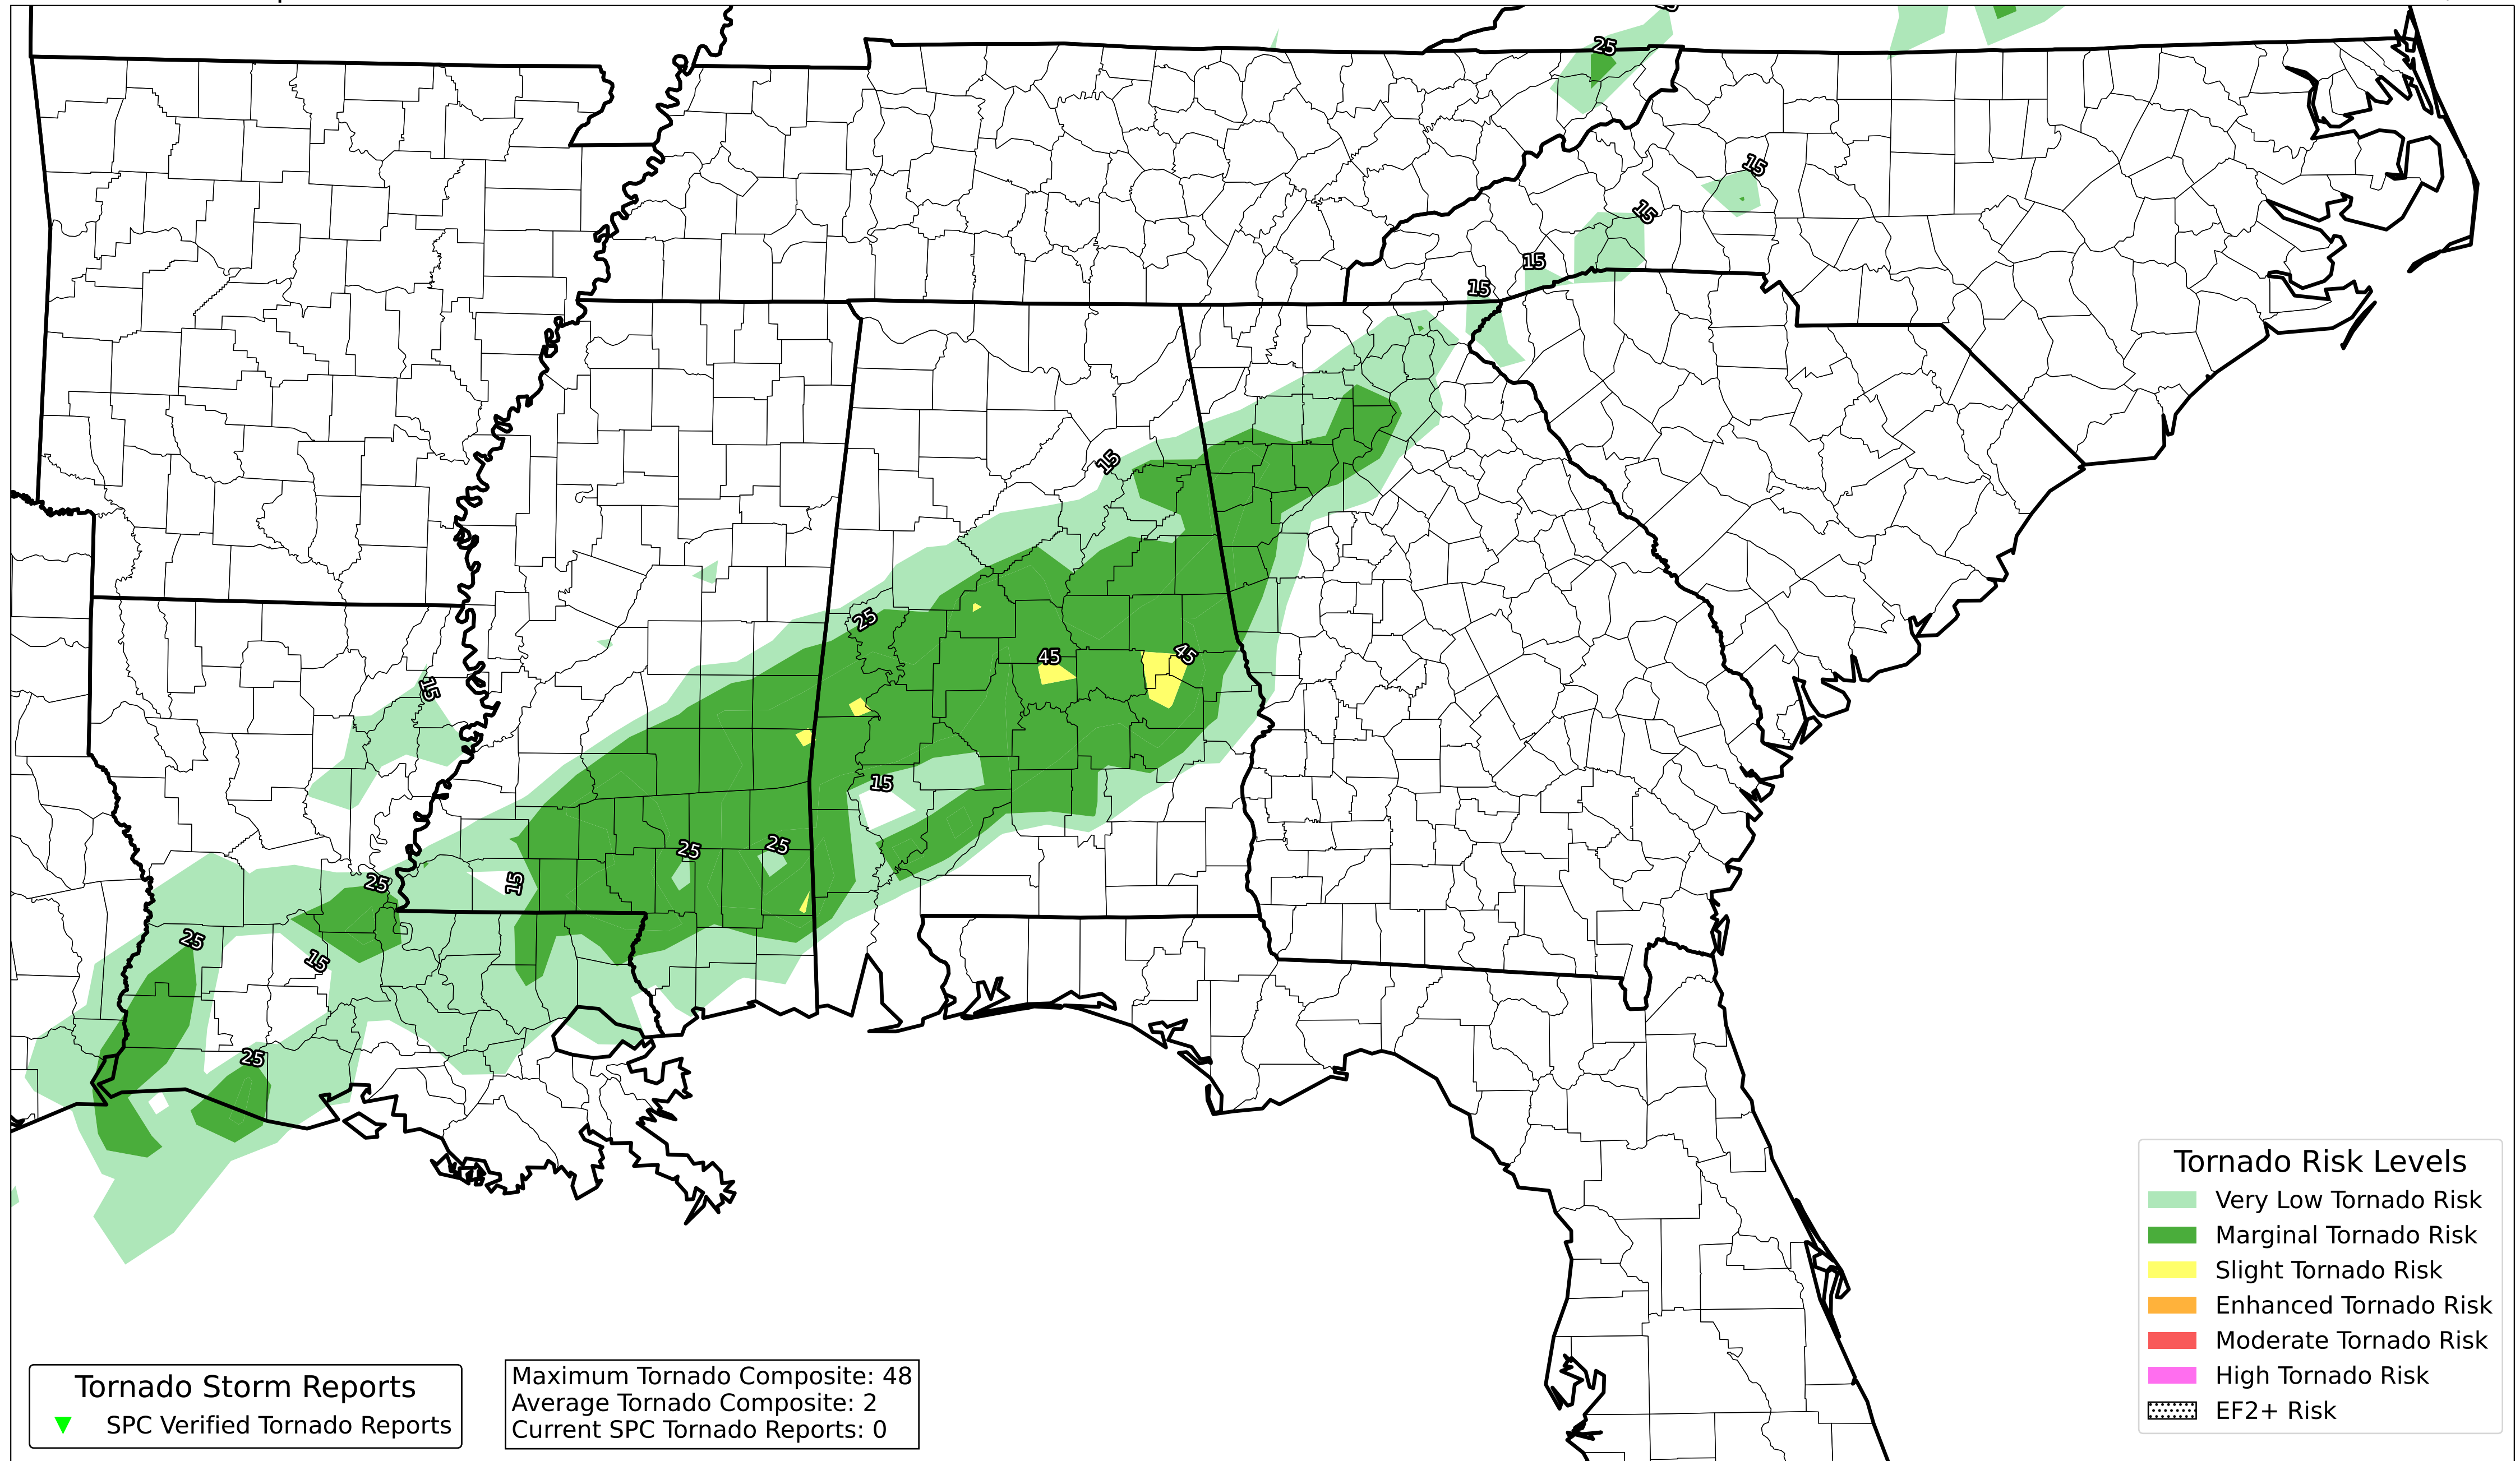 25
15
15
15
15
15
25
45
45
15
15
25
25
25
15
25
15
25
Tornado Risk Levels
Very Low Tornado Risk
Marginal Tornado Risk
Slight Tornado Risk
Enhanced Tornado Risk
Moderate Tornado Risk
High Tornado Risk
EF2+ Risk
Tornado Storm Reports
SPC Verified Tornado Reports
Maximum Tornado Composite: 48
Average Tornado Composite: 2
Current SPC Tornado Reports: 0